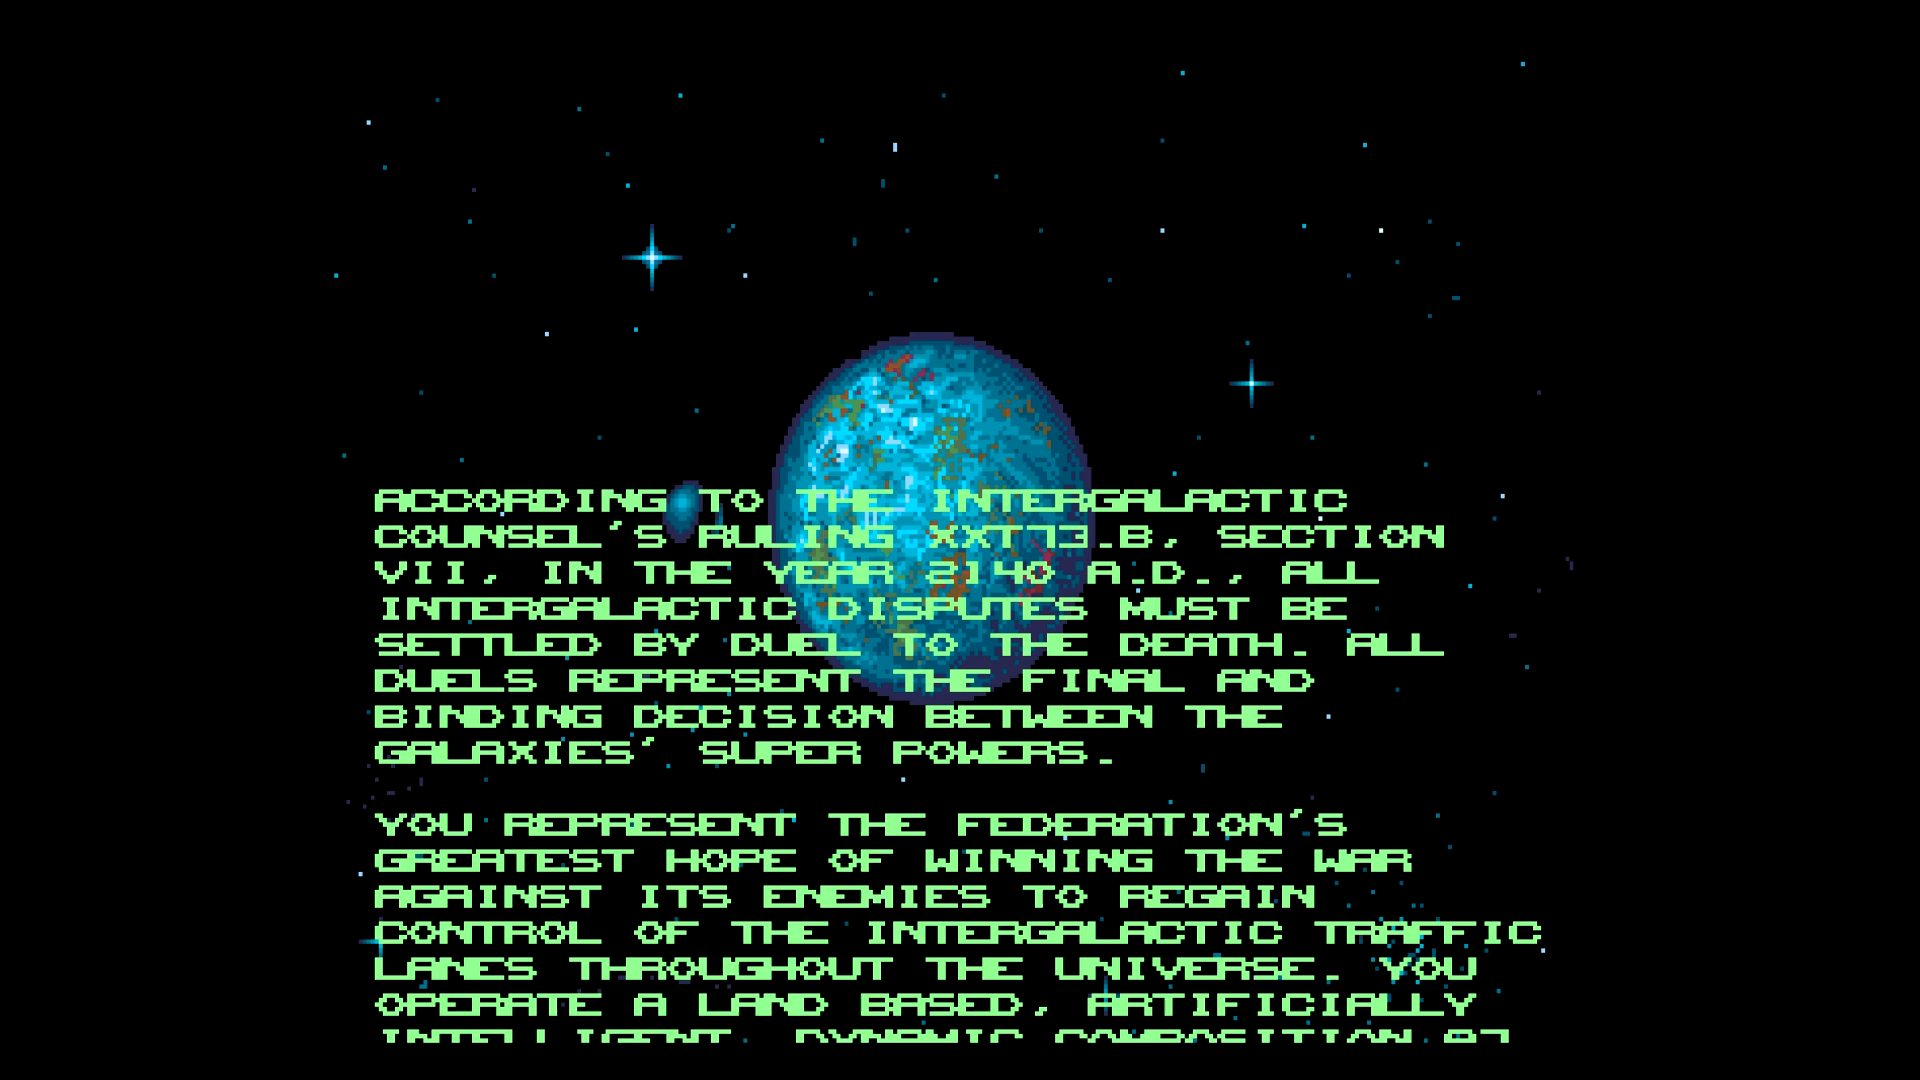 ACCORDING TO THE INTERGALACTIC
COUNSEL'S RULING XXT73.B, SECTION
VII, IN THE YEAR 2140 A.D., ALL
INTERGALACTIC DISPUTES MUST BE
SETTLED BY DUEL TO THE DEATH. ALL
DUELS REPRESENT THE FINAL AND
BINDING DECISION BETWEEN THE
GALAXIES' SUPER POWERS.
YOU REPRESENT THE FEDERATION'S
GREATEST HOPE OF WINNING THE WAR
AGAINST ITS ENEMIES TO REGAIN
CONTROL OF THE INTERGALACTIC TRAFFIC
LANES THROUGHOUT THE UNIVERSE. YOU
OPERATE A LAND BASED, ARTIFICIALLY
INTELLIGENT,